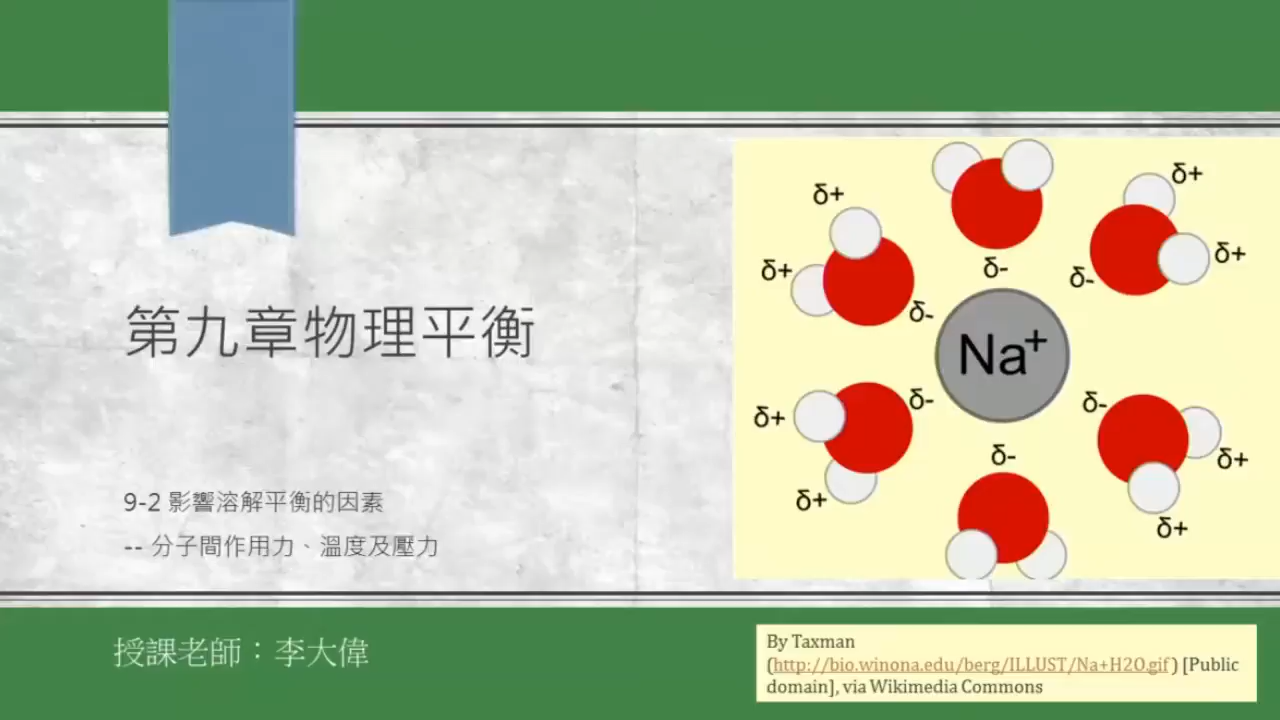 第九章物理平衡
9-2 影響溶解平衡的因素
-- 分子間作用力、溫度及壓力
授課老師：李大偉
δ+
δ+
δ+
δ+
δ-
δ-
δ-
Na⁺
δ-
δ-
δ+
δ-
δ+
δ+
δ+
By Taxman
(http://bio.winona.edu/berg/ILLUST/Na+H2O.gif) [Public
domain], via Wikimedia Commons